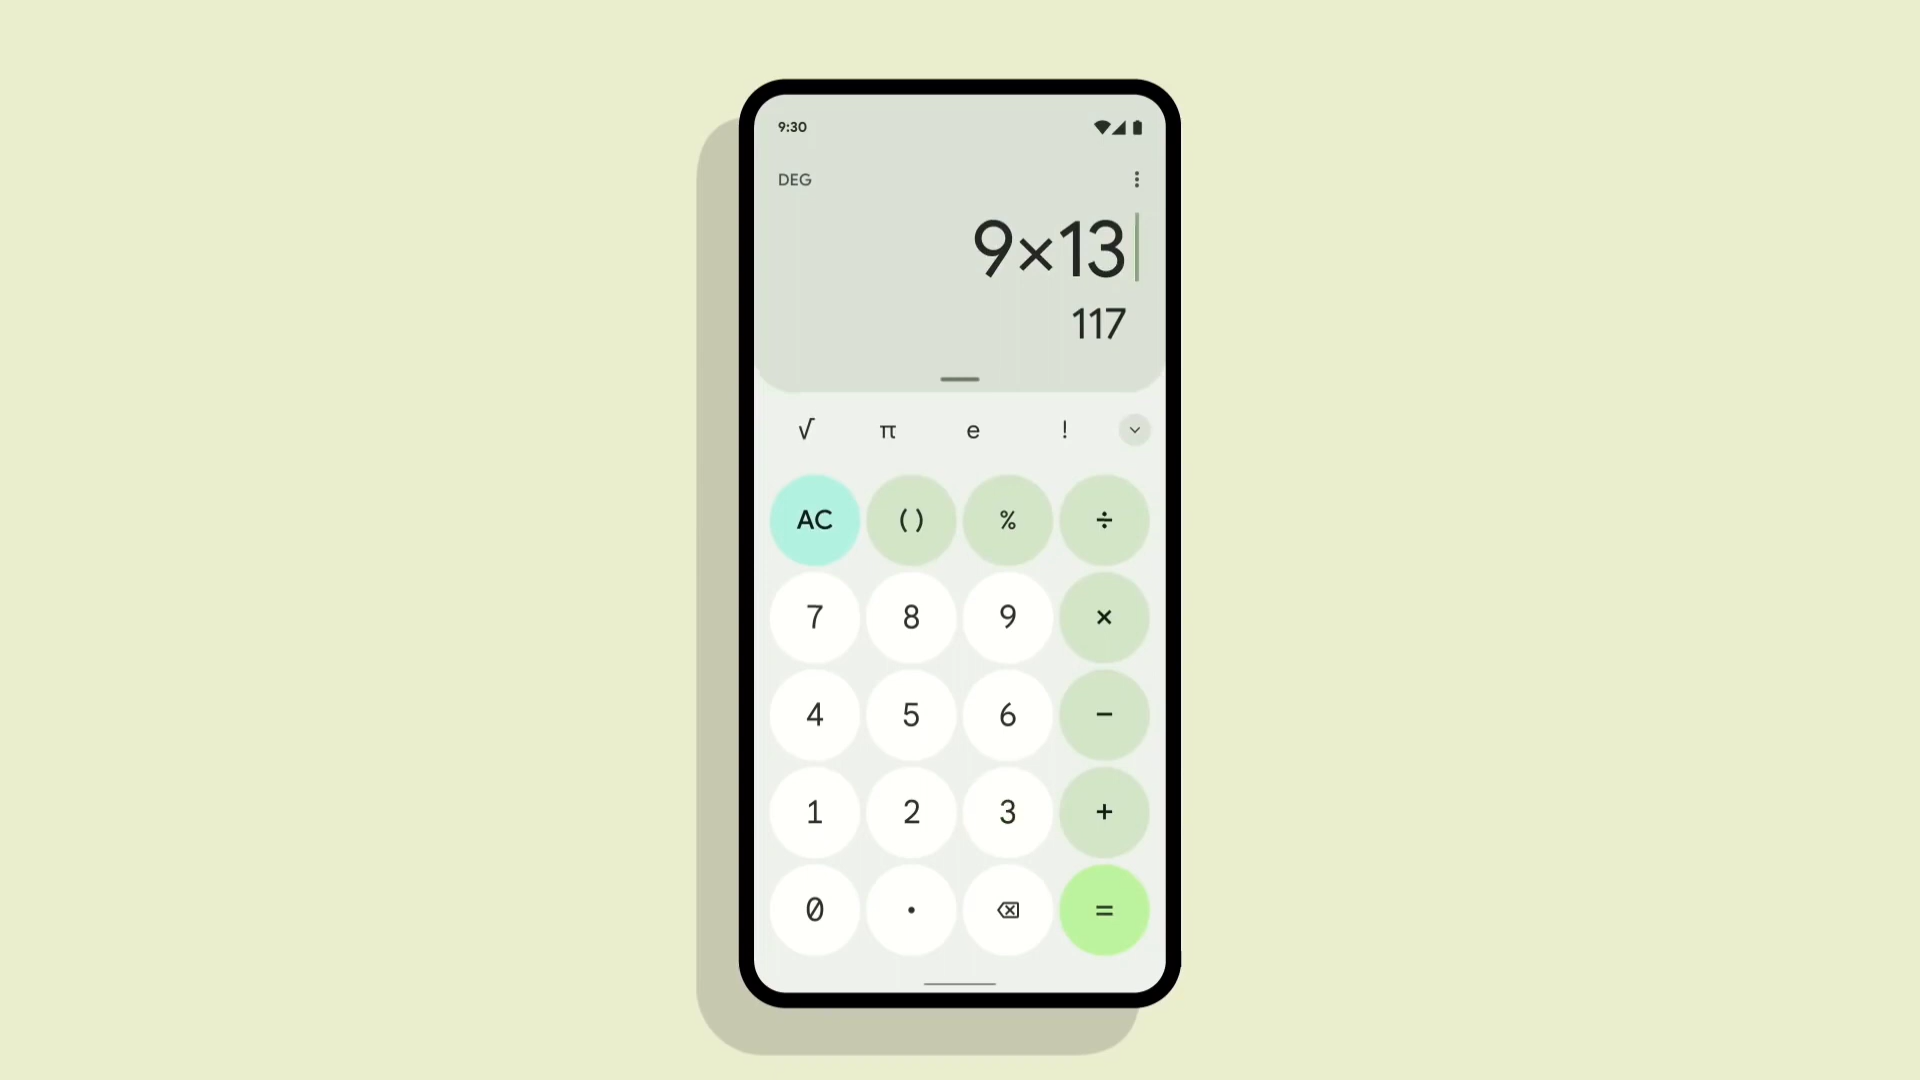 9:30
DEG
9×13
117
√ π e !
AC ( ) % ÷
7 8 9 ×
4 5 6 −
1 2 3 +
0 . =